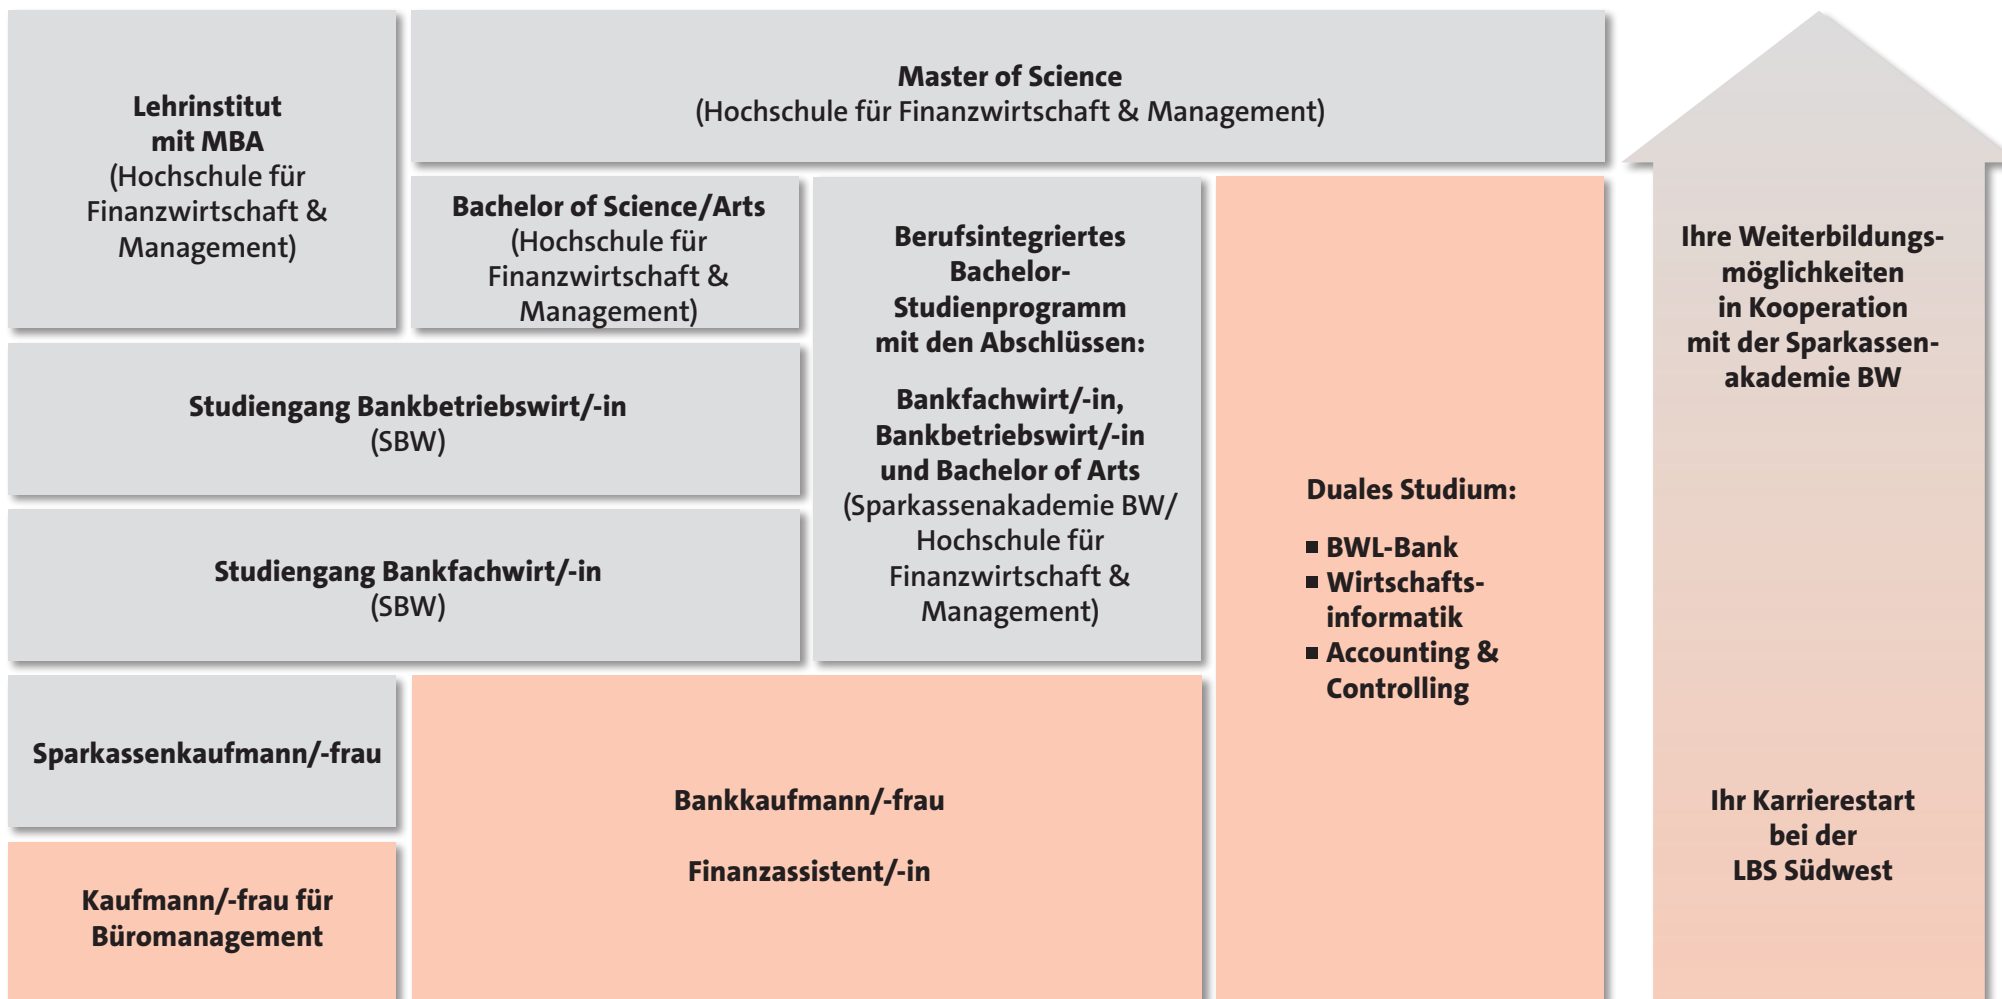 Lehrinstitut
mit MBA
(Hochschule für
Finanzwirtschaft &
Management)
Master of Science
(Hochschule für Finanzwirtschaft & Management)
Bachelor of Science/Arts
(Hochschule für
Finanzwirtschaft &
Management)
Berufsintegriertes
Bachelor-
Studienprogramm
mit den Abschlüssen:
Bankfachwirt/-in,
Bankbetriebswirt/-in
und Bachelor of Arts
(Sparkassenakademie BW/
Hochschule für
Finanzwirtschaft &
Management)
Studiengang Bankbetriebswirt/-in
(SBW)
Studiengang Bankfachwirt/-in
(SBW)
Duales Studium:
■ BWL-Bank
■ Wirtschafts-
informatik
■ Accounting &
Controlling
Sparkassenkaufmann/-frau
Bankkaufmann/-frau
Finanzassistent/-in
Kaufmann/-frau für
Büromanagement
Ihre Weiterbildungs-
möglichkeiten
in Kooperation
mit der Sparkassen-
akademie BW
Ihr Karrierestart
bei der
LBS Südwest